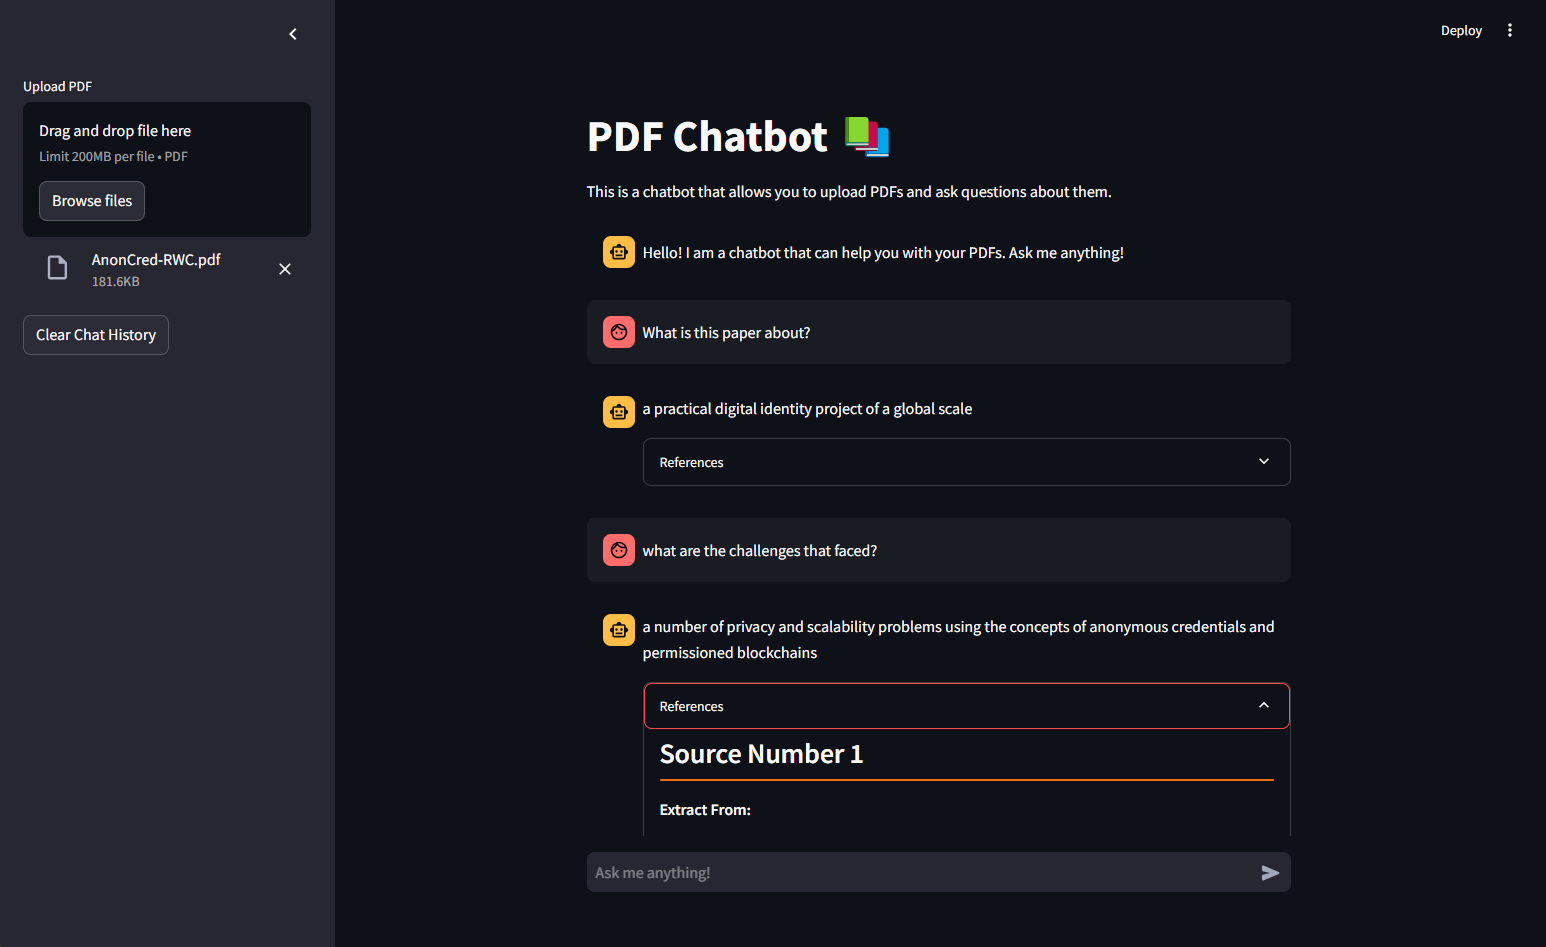 Deploy
Upload PDF
Drag and drop file here
Limit 200MB per file • PDF
Browse files
AnonCred-RWC.pdf
181.6KB
Clear Chat History
PDF Chatbot
This is a chatbot that allows you to upload PDFs and ask questions about them.
Hello! I am a chatbot that can help you with your PDFs. Ask me anything!
What is this paper about?
a practical digital identity project of a global scale
References
what are the challenges that faced?
a number of privacy and scalability problems using the concepts of anonymous credentials and
permissioned blockchains
References
Source Number 1
Extract From:
Ask me anything!